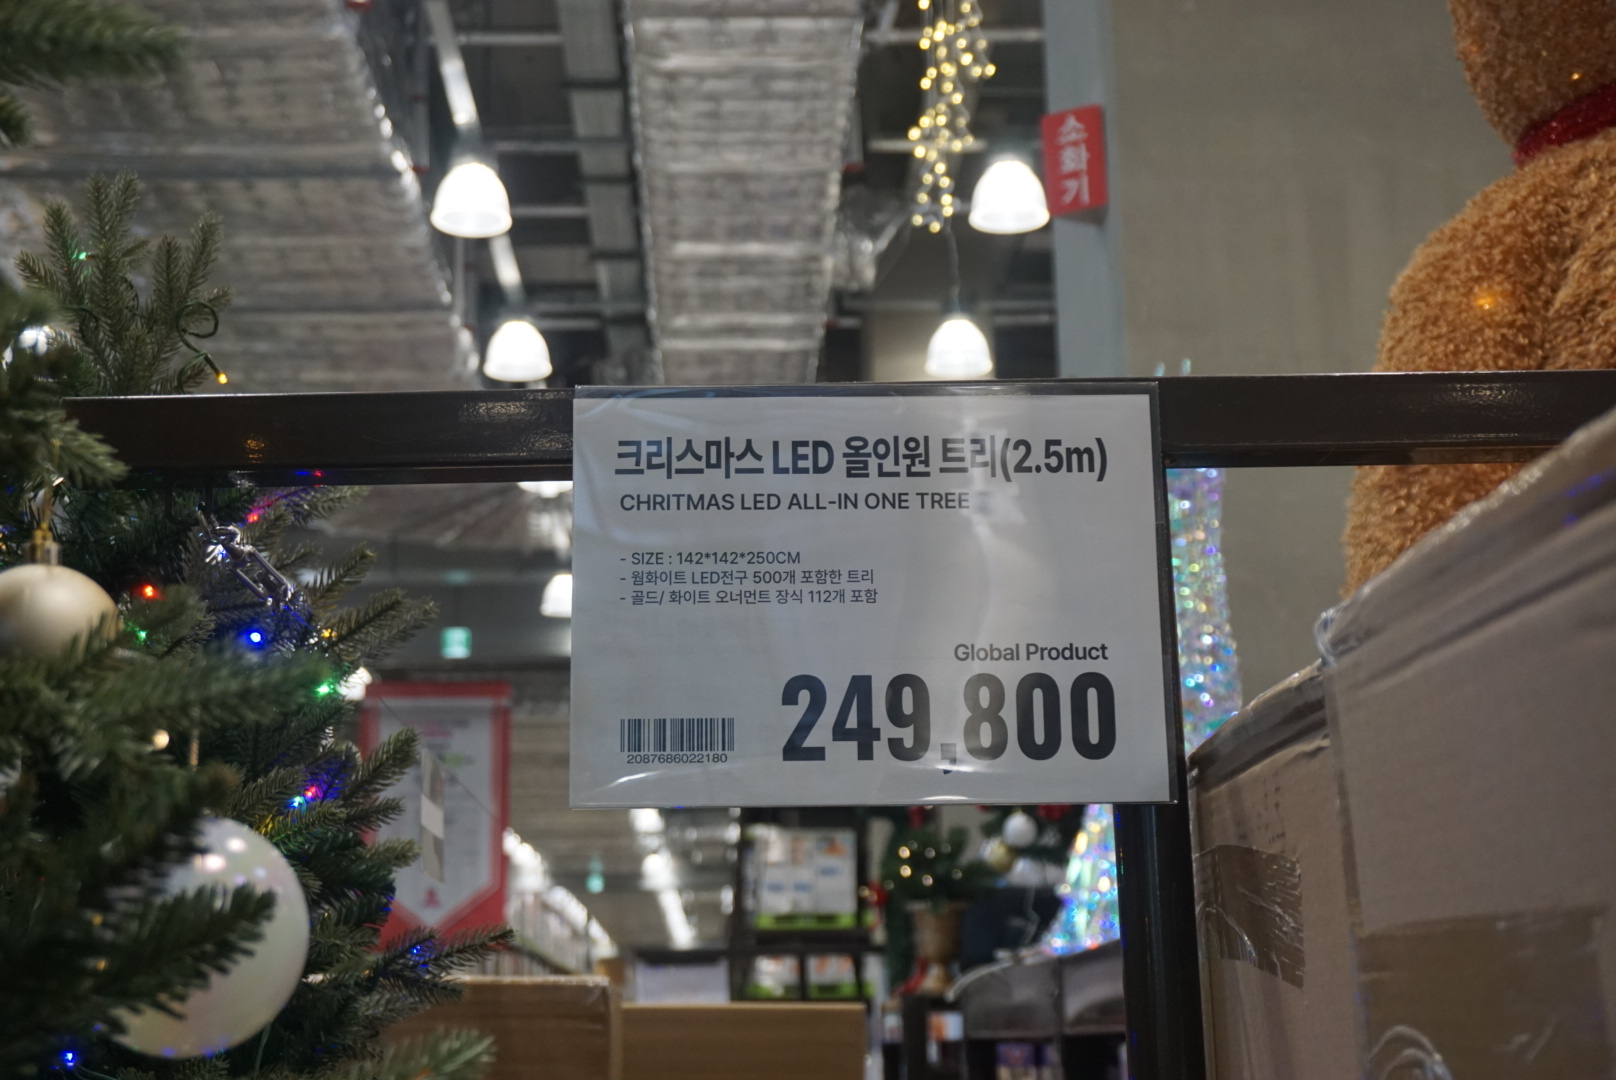 소화기
크리스마스 LED 올인원 트리(2.5m)
CHRITMAS LED ALL-IN ONE TREE
- SIZE : 142*142*250CM
- 웜화이트 LED전구 500개 포함한 트리
- 골드/ 화이트 오너먼트 장식 112개 포함
Global Product
249,800
2087686022180